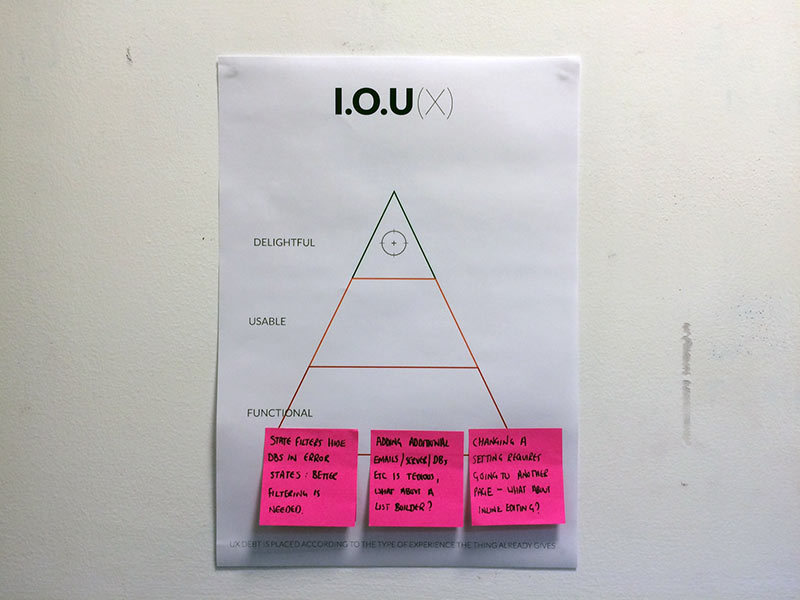 I.O.U(X)
DELIGHTFUL
USABLE
FUNCTIONAL
STATE FILTERS HIDE
DBS IN ERROR
STATES: BETTER
FILTERING IS
NEEDED.
ADDING ADDITIONAL
EMAILS/SERVER/DBS
ETC IS TEDIOUS,
WHAT ABOUT A
LIST BUILDER?
CHANGING A
SETTING REQUIRES
GOING TO ANOTHER
PAGE - WHAT ABOUT
INLINE EDITING?
UX DEBT IS PLACED ACCORDING TO THE TYPE OF EXPERIENCE THE THING ALREADY GIVES